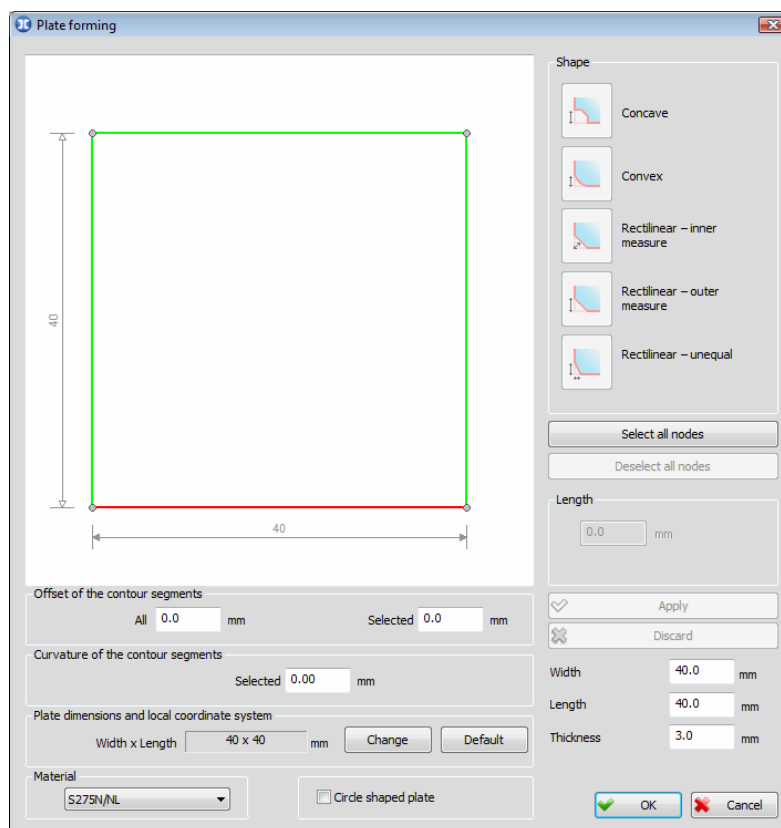 Plate forming
40
40
Shape
Concave
Convex
Rectilinear – inner
measure
Rectilinear – outer
measure
Rectilinear – unequal
Select all nodes
Deselect all nodes
Length
0.0 mm
Apply
Discard
Width 40.0 mm
Length 40.0 mm
Thickness 3.0 mm
Offset of the contour segments
All 0.0 mm Selected 0.0 mm
Curvature of the contour segments
Selected 0.00 mm
Plate dimensions and local coordinate system
Width x Length 40 x 40 mm Change Default
Material
S275N/NL
Circle shaped plate
OK Cancel